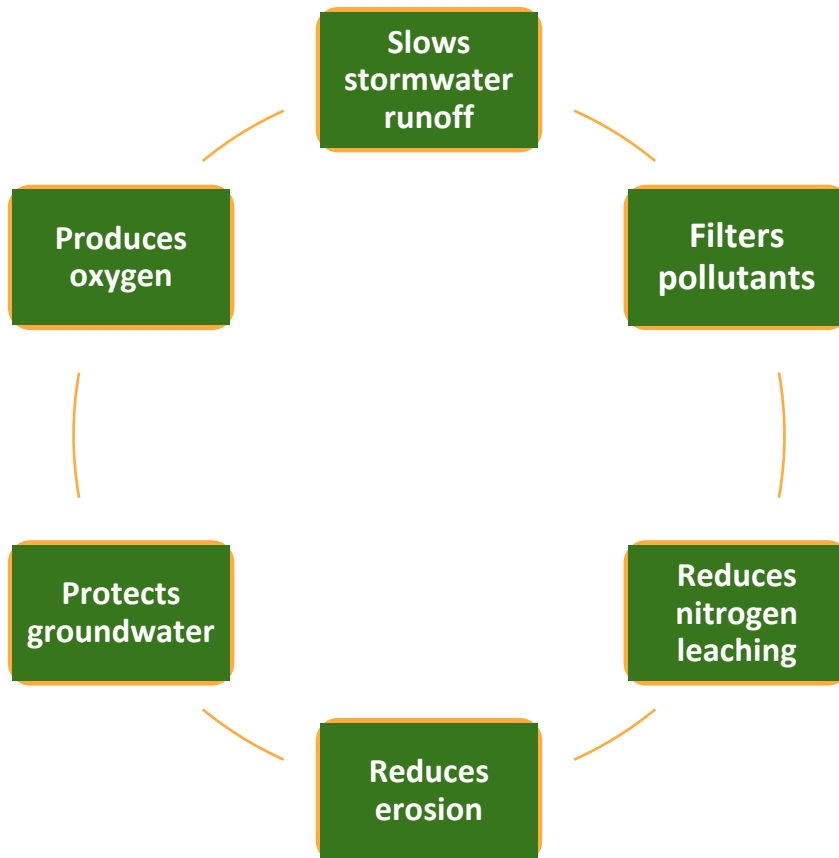 Slows
stormwater
runoff
Filters
pollutants
Reduces
nitrogen
leaching
Reduces
erosion
Protects
groundwater
Produces
oxygen